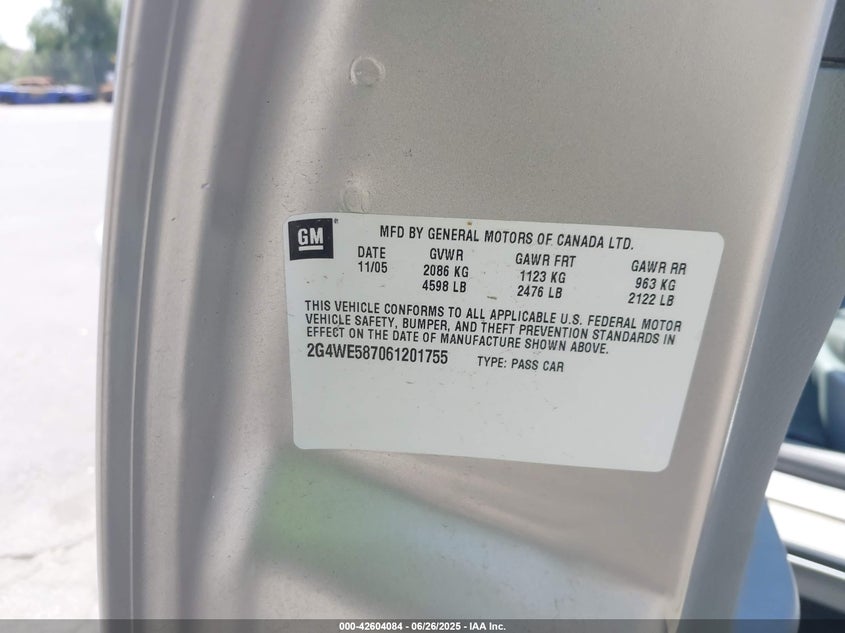 GM ®
MFD BY GENERAL MOTORS OF CANADA LTD.
DATE GVWR GAWR FRT GAWR RR
11/05 2086 KG 1123 KG 963 KG
4598 LB 2476 LB 2122 LB
THIS VEHICLE CONFORMS TO ALL APPLICABLE U.S. FEDERAL MOTOR
VEHICLE SAFETY, BUMPER, AND THEFT PREVENTION STANDARDS IN
EFFECT ON THE DATE OF MANUFACTURE SHOWN ABOVE.
2G4WE587061201755 TYPE: PASS CAR
000-42604084 - 06/26/2025 - IAA Inc.